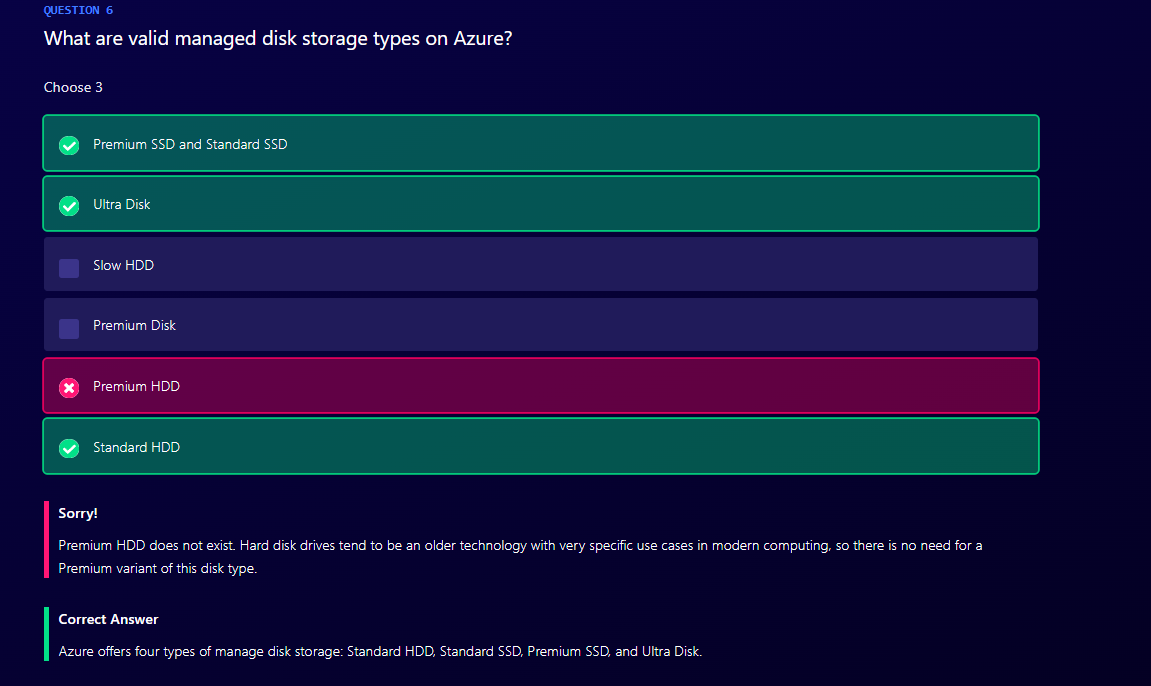 QUESTION 6
What are valid managed disk storage types on Azure?
Choose 3
Premium SSD and Standard SSD
Ultra Disk
Slow HDD
Premium Disk
Premium HDD
Standard HDD
Sorry!
Premium HDD does not exist. Hard disk drives tend to be an older technology with very specific use cases in modern computing, so there is no need for a
Premium variant of this disk type.
Correct Answer
Azure offers four types of manage disk storage: Standard HDD, Standard SSD, Premium SSD, and Ultra Disk.